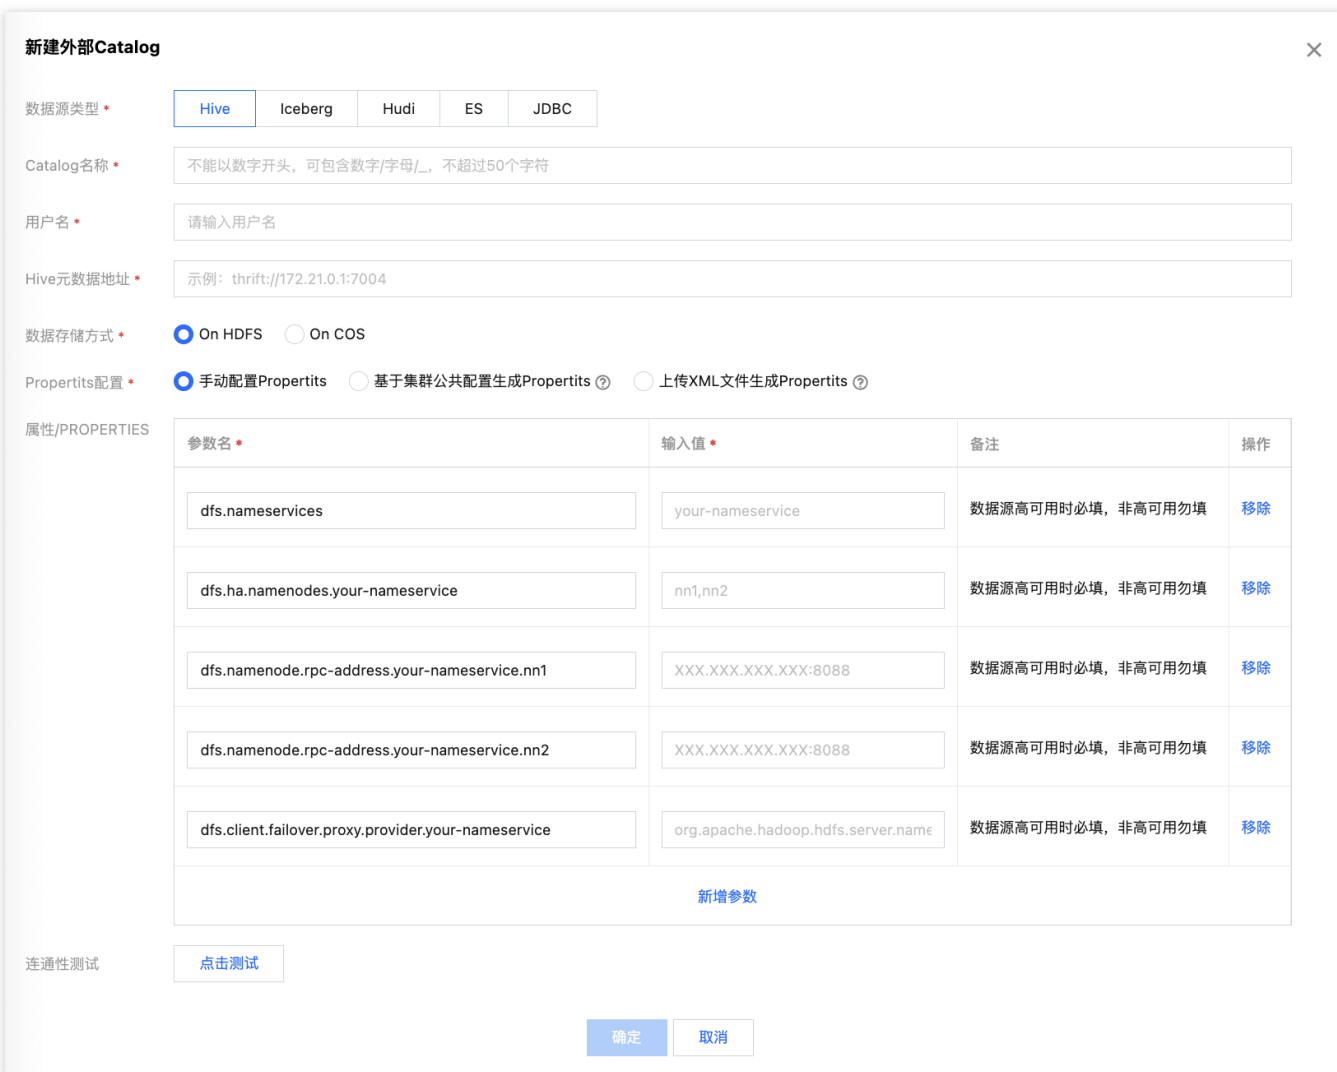 新建外部Catalog
数据源类型 *
Hive Iceberg Hudi ES JDBC
Catalog名称 *
不能以数字开头，可包含数字/字母/_，不超过50个字符
用户名 *
请输入用户名
Hive元数据地址 *
示例：thrift://172.21.0.1:7004
数据存储方式 *
On HDFS On COS
Propertits配置 *
手动配置Propertits 基于集群公共配置生成Propertits ? 上传XML文件生成Propertits ?
属性/PROPERTIES
参数名 * 输入值 * 备注 操作
dfs.nameservices your-nameservice 数据源高可用时必填，非高可用勿填 移除
dfs.ha.namenodes.your-nameservice nn1,nn2 数据源高可用时必填，非高可用勿填 移除
dfs.namenode.rpc-address.your-nameservice.nn1 XXX.XXX.XXX.XXX:8088 数据源高可用时必填，非高可用勿填 移除
dfs.namenode.rpc-address.your-nameservice.nn2 XXX.XXX.XXX.XXX:8088 数据源高可用时必填，非高可用勿填 移除
dfs.client.failover.proxy.provider.your-nameservice org.apache.hadoop.hdfs.server.name 数据源高可用时必填，非高可用勿填 移除
新增参数
连通性测试
点击测试
确定 取消